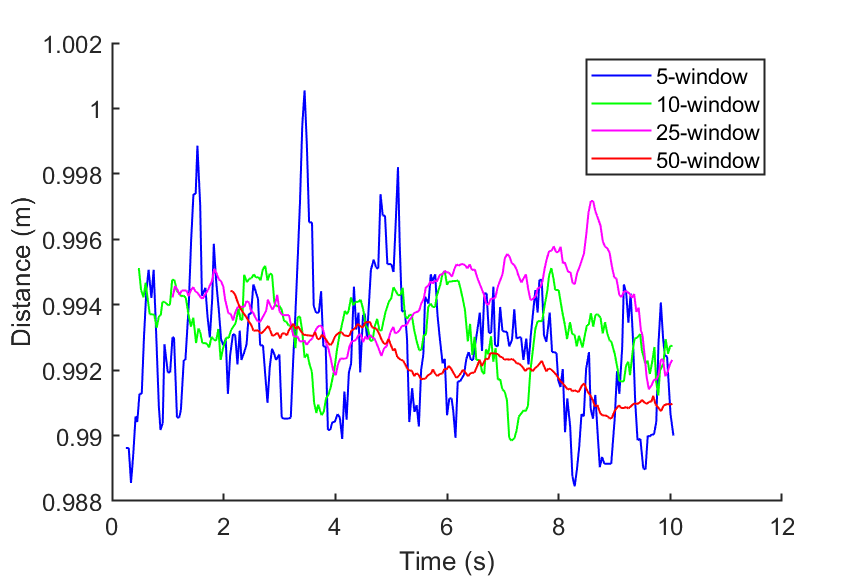 1.002
1
0.998
0.996
0.994
0.992
0.99
0.988
Distance (m)
5-window
10-window
25-window
50-window
0 2 4 6 8 10 12
Time (s)